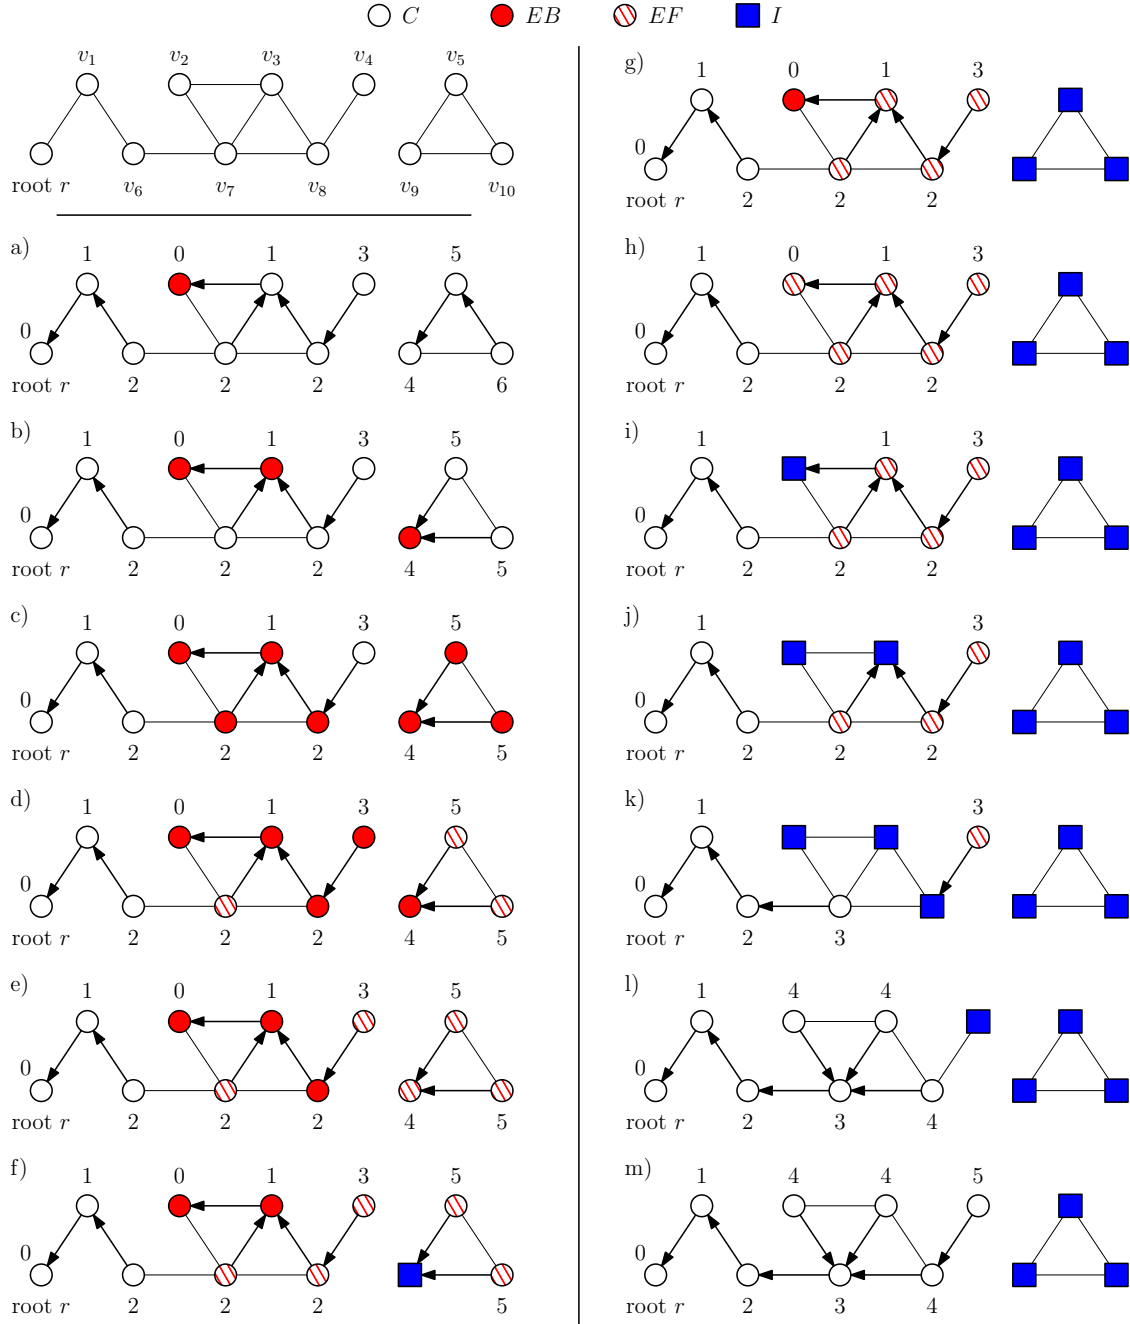 C EB EF I
v1 v2 v3 v4 v5
root r v6 v7 v8 v9 v10
a) 1 0 1 3 5
0
root r 2 2 2 4 6
b) 1 0 1 3 5
0
root r 2 2 2 4 5
c) 1 0 1 3 5
0
root r 2 2 2 4 5
d) 1 0 1 3 5
0
root r 2 2 2 4 5
e) 1 0 1 3 5
0
root r 2 2 2 4 5
f) 1 0 1 3 5
0
root r 2 2 2 5
g) 1 0 1 3
0
root r 2 2 2
h) 1 0 1 3
0
root r 2 2 2
i) 1 1 3
0
root r 2 2 2
j) 1 3
0
root r 2 2 2
k) 1 3
0
root r 2 3
l) 1 4 4
0
root r 2 3 4
m) 1 4 4 5
0
root r 2 3 4